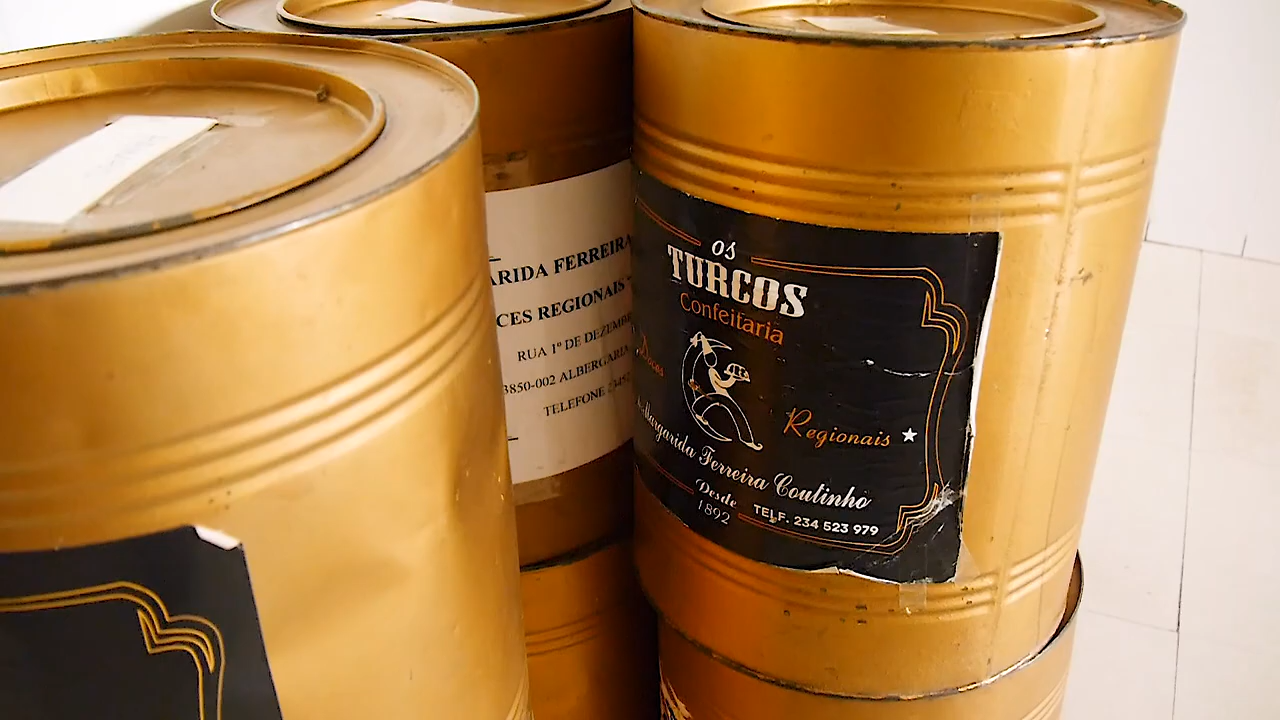 ARIDA FERREIRA
CES REGIONAIS
RUA 1º DE DEZEMB
3850-002 ALBERGARIA
TELEFONE
OS
TURCOS
Confeitaria
Doces
Regionais
Margarida Ferreira Coutinho
Desde
1892
TELF. 234 523 979